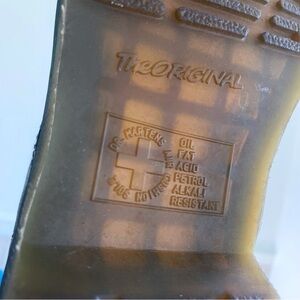 The ORIGINAL
DR. MARTENS AIR CUSHION SOLE
OIL
FAT
ACID
PETROL
ALKALI
RESISTANT